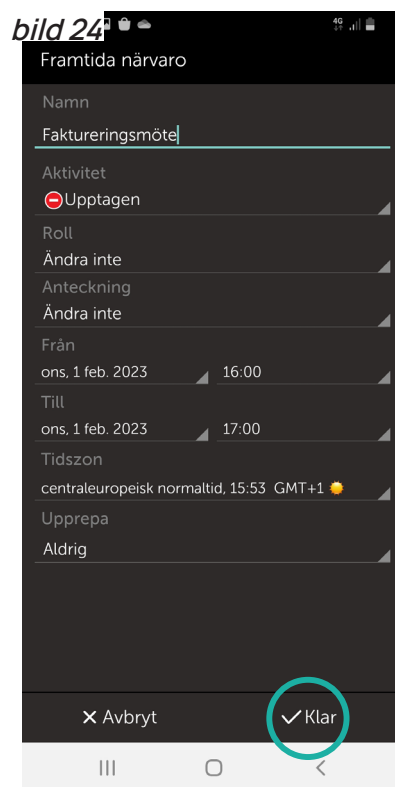 bild 24
4G
Framtida närvaro
Namn
Faktureringsmöte
Aktivitet
Upptagen
Roll
Ändra inte
Anteckning
Ändra inte
Från
ons, 1 feb. 2023 16:00
Till
ons, 1 feb. 2023 17:00
Tidszon
centraleuropeisk normaltid, 15:53 GMT+1
Upprepa
Aldrig
Avbryt Klar